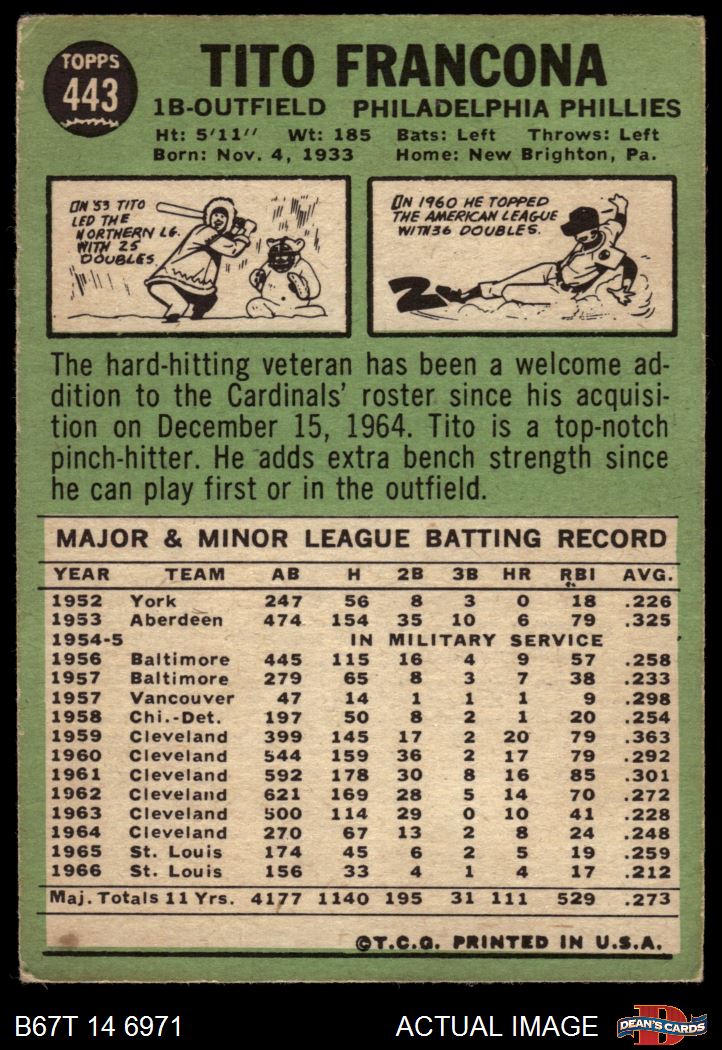 TOPPS
443
TITO FRANCONA
1B-OUTFIELD PHILADELPHIA PHILLIES
Ht: 5'11" Wt: 185 Bats: Left Throws: Left
Born: Nov. 4, 1933 Home: New Brighton, Pa.
IN '53 TITO
LED THE
NORTHERN LG.
WITH 25
DOUBLES.
IN 1960 HE TOPPED
THE AMERICAN LEAGUE
WITH 36 DOUBLES.
2
The hard-hitting veteran has been a welcome ad-
dition to the Cardinals' roster since his acquisi-
tion on December 15, 1964. Tito is a top-notch
pinch-hitter. He adds extra bench strength since
he can play first or in the outfield.
MAJOR & MINOR LEAGUE BATTING RECORD
YEAR TEAM AB H 2B 3B HR RBI AVG.
1952 York 247 56 8 3 0 18 .226
1953 Aberdeen 474 154 35 10 6 79 .325
1954-5 IN MILITARY SERVICE
1956 Baltimore 445 115 16 4 9 57 .258
1957 Baltimore 279 65 8 3 7 38 .233
1957 Vancouver 47 14 1 1 1 9 .298
1958 Chi.-Det. 197 50 8 2 1 20 .254
1959 Cleveland 399 145 17 2 20 79 .363
1960 Cleveland 544 159 36 2 17 79 .292
1961 Cleveland 592 178 30 8 16 85 .301
1962 Cleveland 621 169 28 5 14 70 .272
1963 Cleveland 500 114 29 0 10 41 .228
1964 Cleveland 270 67 13 2 8 24 .248
1965 St. Louis 174 45 6 2 5 19 .259
1966 St. Louis 156 33 4 1 4 17 .212
Maj. Totals 11 Yrs. 4177 1140 195 31 111 529 .273
©T.C.G. PRINTED IN U.S.A.
B67T 14 6971 ACTUAL IMAGE D DEAN'S CARDS